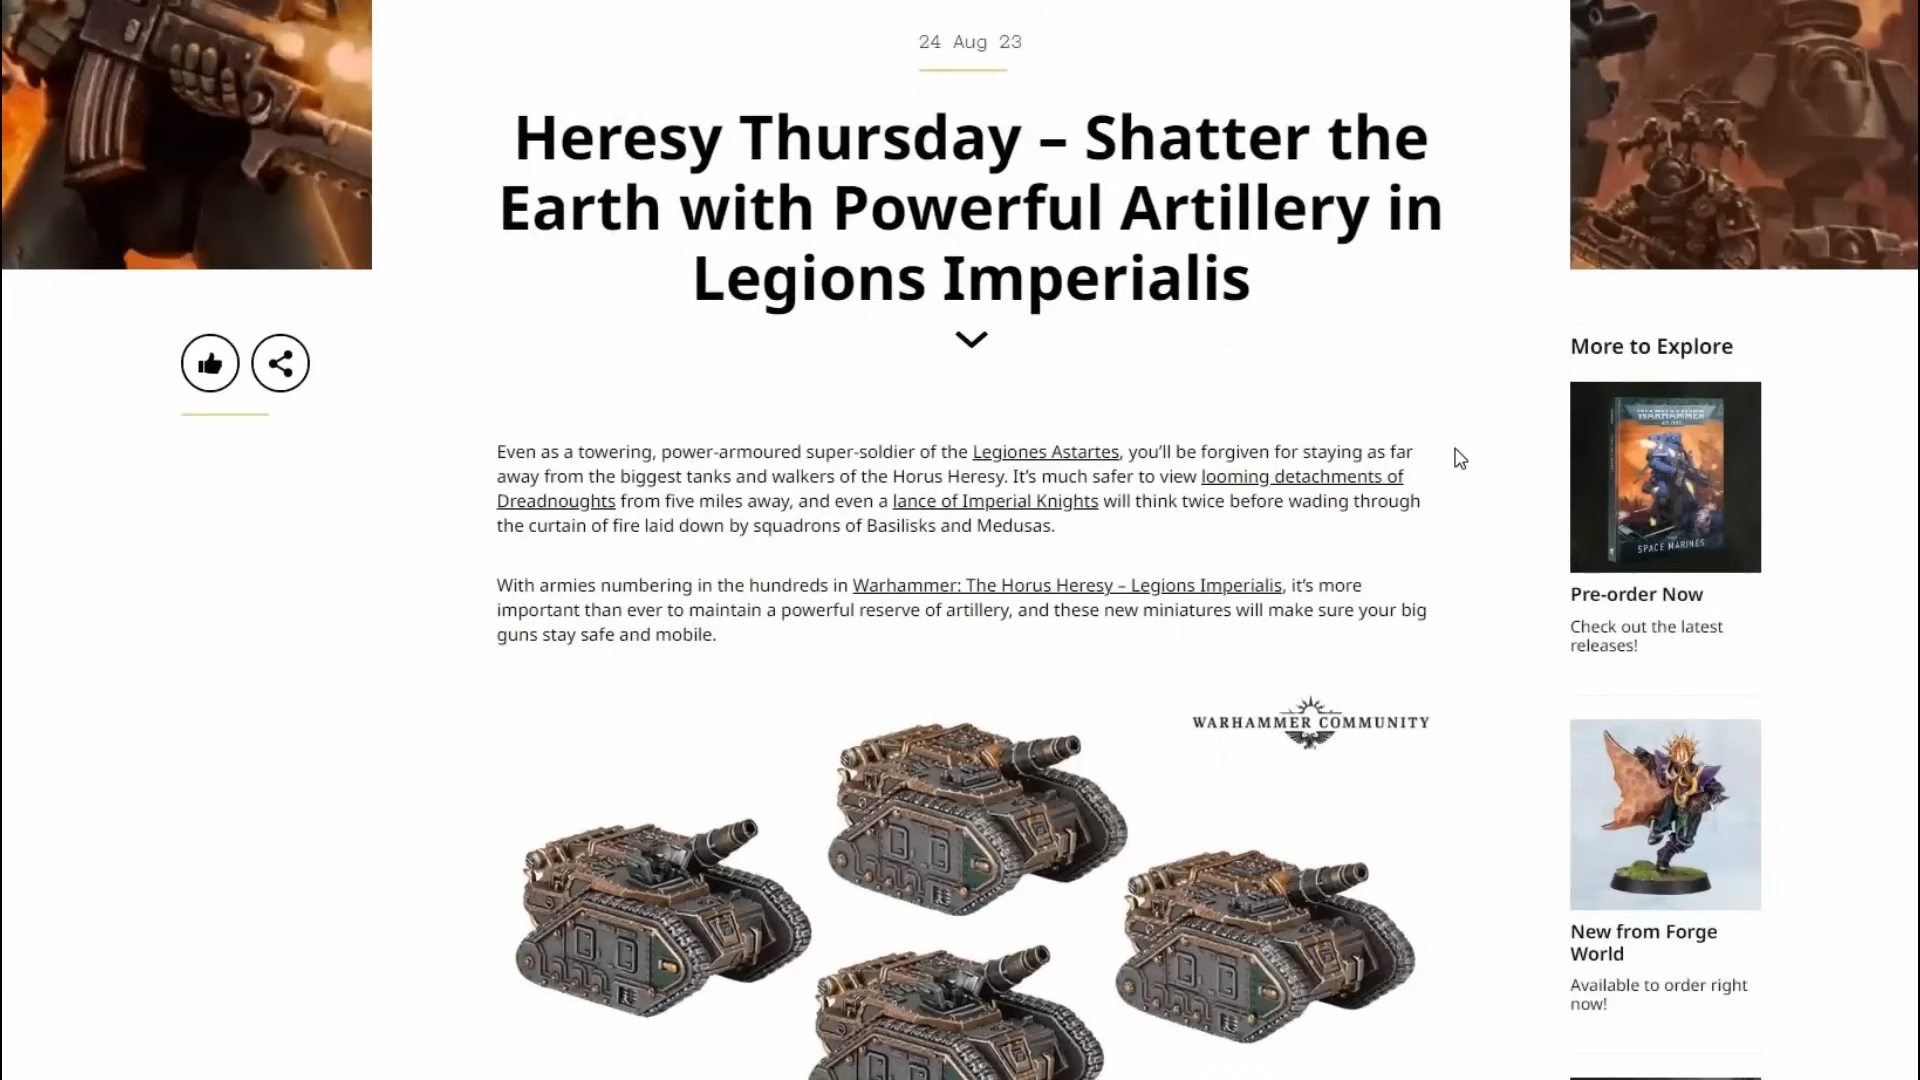 24 Aug 23
Heresy Thursday – Shatter the
Earth with Powerful Artillery in
Legions Imperialis
Even as a towering, power-armoured super-soldier of the Legiones Astartes, you’ll be forgiven for staying as far
away from the biggest tanks and walkers of the Horus Heresy. It’s much safer to view looming detachments of
Dreadnoughts from five miles away, and even a lance of Imperial Knights will think twice before wading through
the curtain of fire laid down by squadrons of Basilisks and Medusas.
With armies numbering in the hundreds in Warhammer: The Horus Heresy – Legions Imperialis, it’s more
important than ever to maintain a powerful reserve of artillery, and these new miniatures will make sure your big
guns stay safe and mobile.
WARHAMMER COMMUNITY
More to Explore
WARHAMMER
40,000
SPACE MARINES
Pre-order Now
Check out the latest
releases!
New from Forge
World
Available to order right
now!